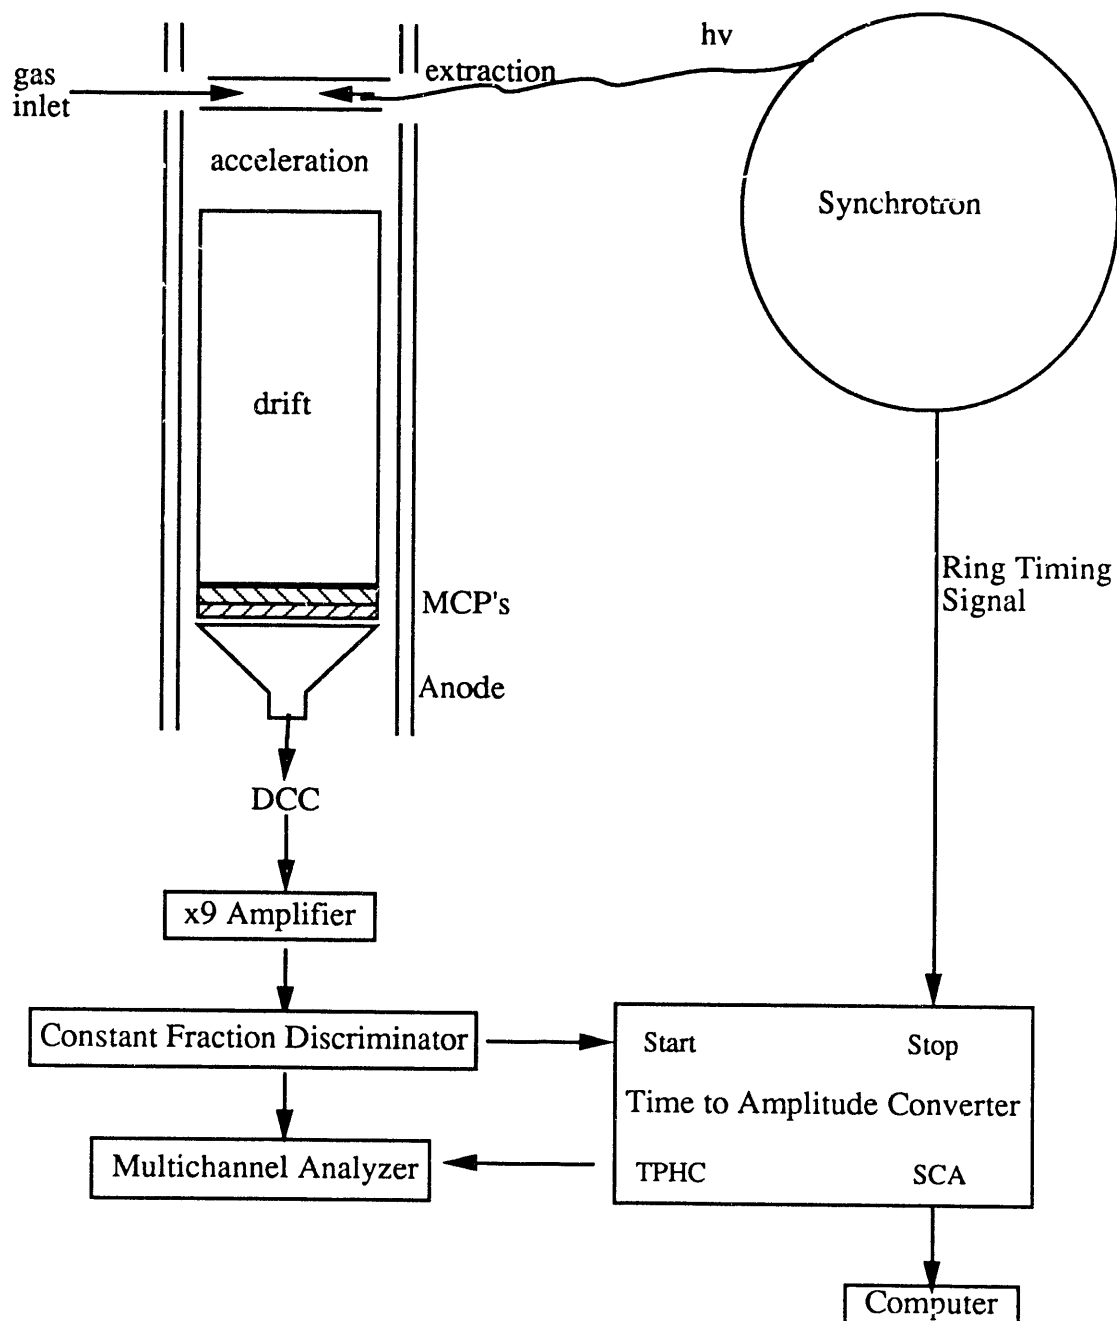 hv
gas
inlet
extraction
acceleration
Synchrotron
drift
Ring Timing
Signal
MCP's
Anode
DCC
x9 Amplifier
Constant Fraction Discriminator
Start
Stop
Time to Amplitude Converter
Multichannel Analyzer
TPHC
SCA
Computer